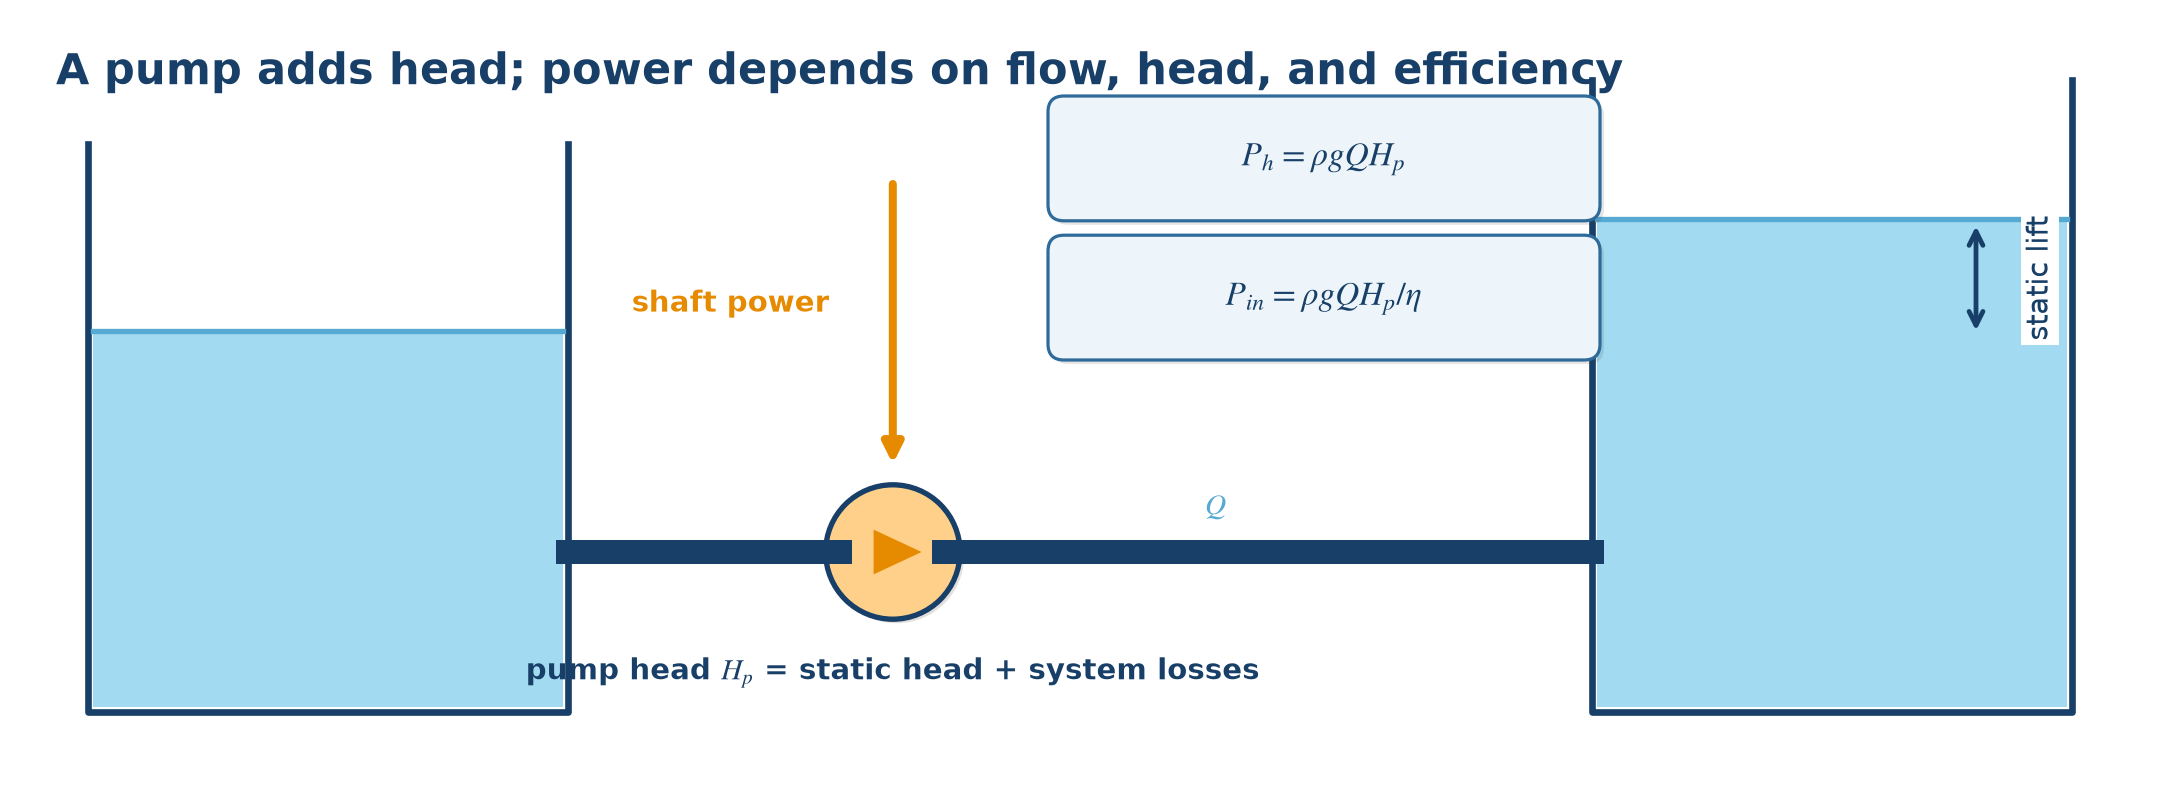 A pump adds head; power depends on flow, head, and efficiency
P_h = ρgQH_p
P_in = ρgQH_p/η
static lift
shaft power
Q
pump head H_p = static head + system losses